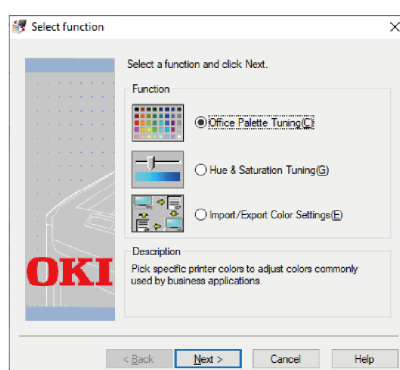 Select function
Select a function and click Next.
Function
Office Palette Tuning(C)
Hue & Saturation Tuning(G)
Import/Export Color Settings(E)
Description
Pick specific printer colors to adjust colors commonly
used by business applications.
OKI
< Back
Next >
Cancel
Help